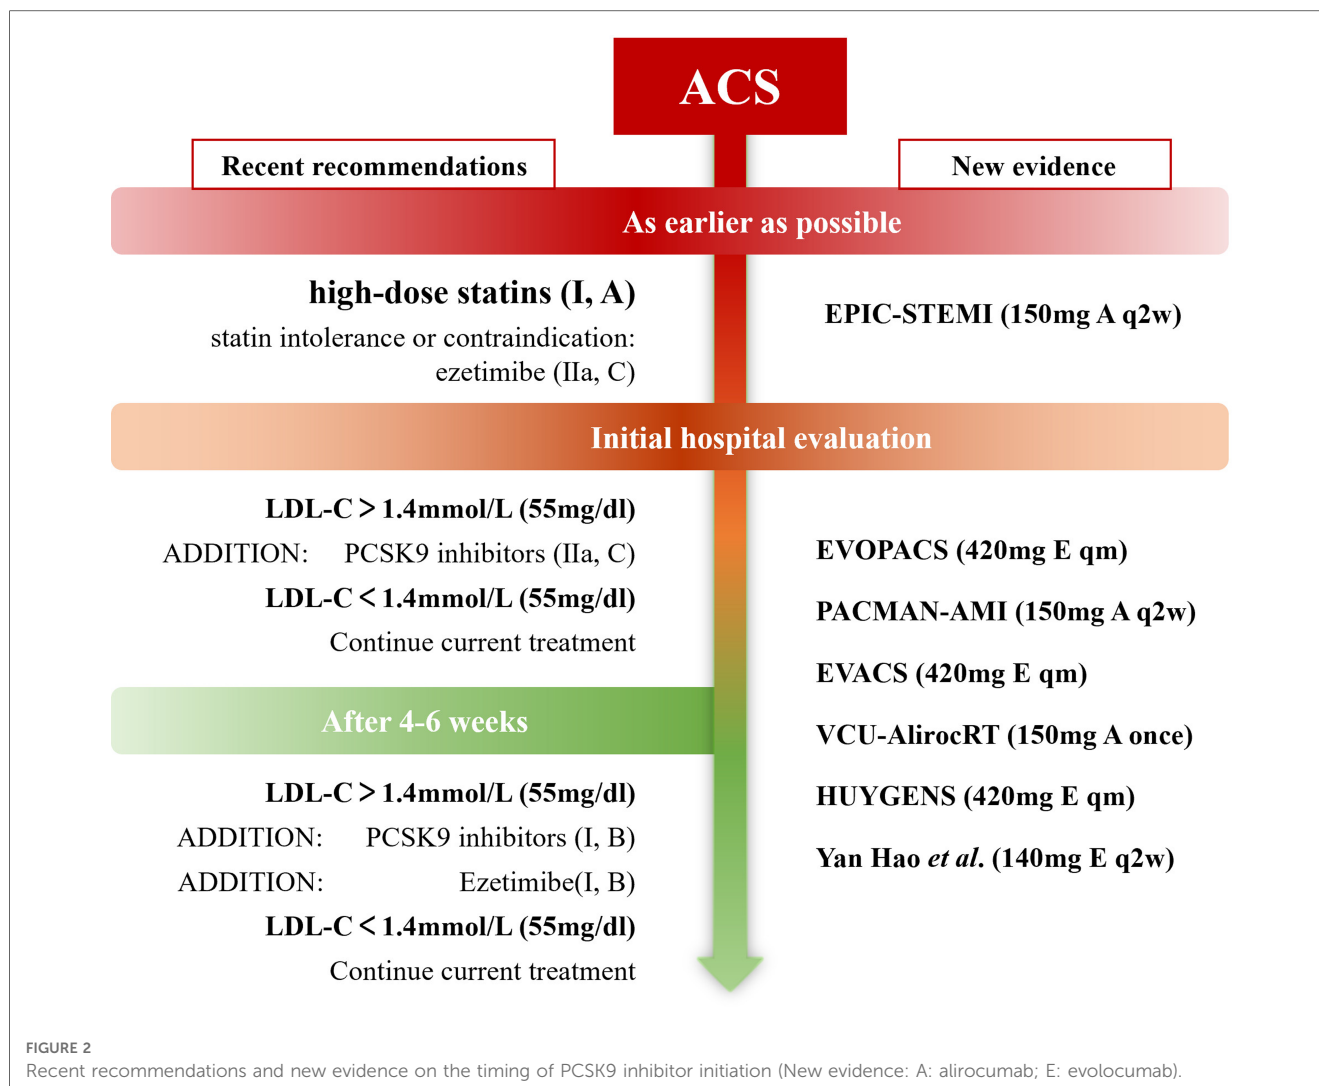 ACS
Recent recommendations
New evidence
As earlier as possible
high-dose statins (I, A)
statin intolerance or contraindication:
ezetimibe (IIa, C)
EPIC-STEMI (150mg A q2w)
Initial hospital evaluation
LDL-C > 1.4mmol/L (55mg/dl)
ADDITION: PCSK9 inhibitors (IIa, C)
LDL-C < 1.4mmol/L (55mg/dl)
Continue current treatment
EVOPACS (420mg E qm)
PACMAN-AMI (150mg A q2w)
EVACS (420mg E qm)
VCU-AlirocRT (150mg A once)
HUYGENS (420mg E qm)
Yan Hao et al. (140mg E q2w)
After 4-6 weeks
LDL-C > 1.4mmol/L (55mg/dl)
ADDITION: PCSK9 inhibitors (I, B)
ADDITION: Ezetimibe(I, B)
LDL-C < 1.4mmol/L (55mg/dl)
Continue current treatment
FIGURE 2
Recent recommendations and new evidence on the timing of PCSK9 inhibitor initiation (New evidence: A: alirocumab; E: evolocumab).